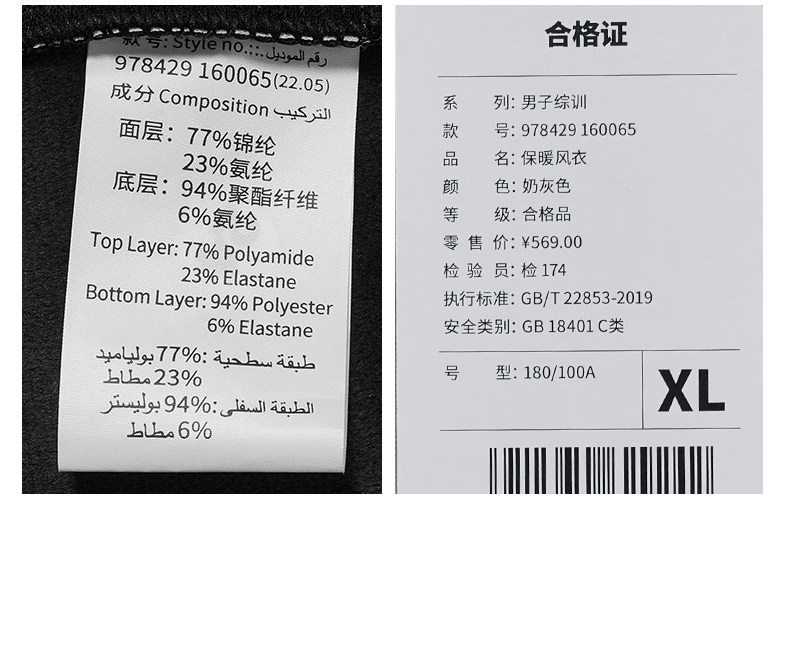 款 号: Style no.:.: رقم الموديل
978429 160065(22.05)
成分 Composition التركيب
面层：77%锦纶
23%氨纶
底层：94%聚酯纤维
6%氨纶
Top Layer: 77% Polyamide
23% Elastane
Bottom Layer: 94% Polyester
6% Elastane
طبقة سطحية :77% بولياميد
23% مطاط
الطبقة السفلى:94% بوليستر
6% مطاط
合格证
系 列: 男子综训
款 号: 978429 160065
品 名: 保暖风衣
颜 色: 奶灰色
等 级: 合格品
零 售 价: ¥569.00
检 验 员: 检 174
执行标准: GB/T 22853-2019
安全类别: GB 18401 C类
号 型: 180/100A
XL